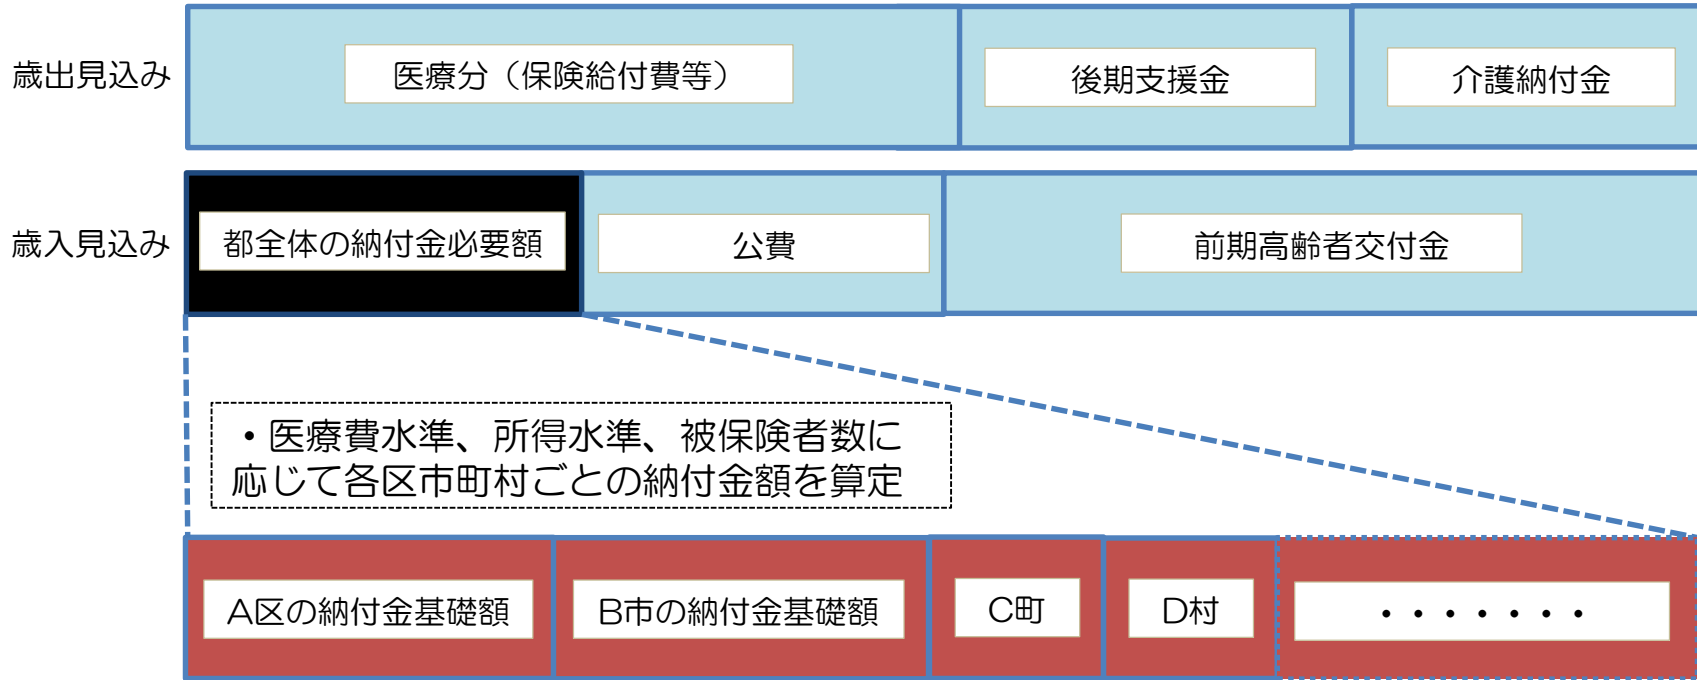 歳出見込み
医療分（保険給付費等）
後期支援金
介護納付金
歳入見込み
都全体の納付金必要額
公費
前期高齢者交付金
・医療費水準、所得水準、被保険者数に
応じて各区市町村ごとの納付金額を算定
A区の納付金基礎額
B市の納付金基礎額
C町
D村
・・・・・・・